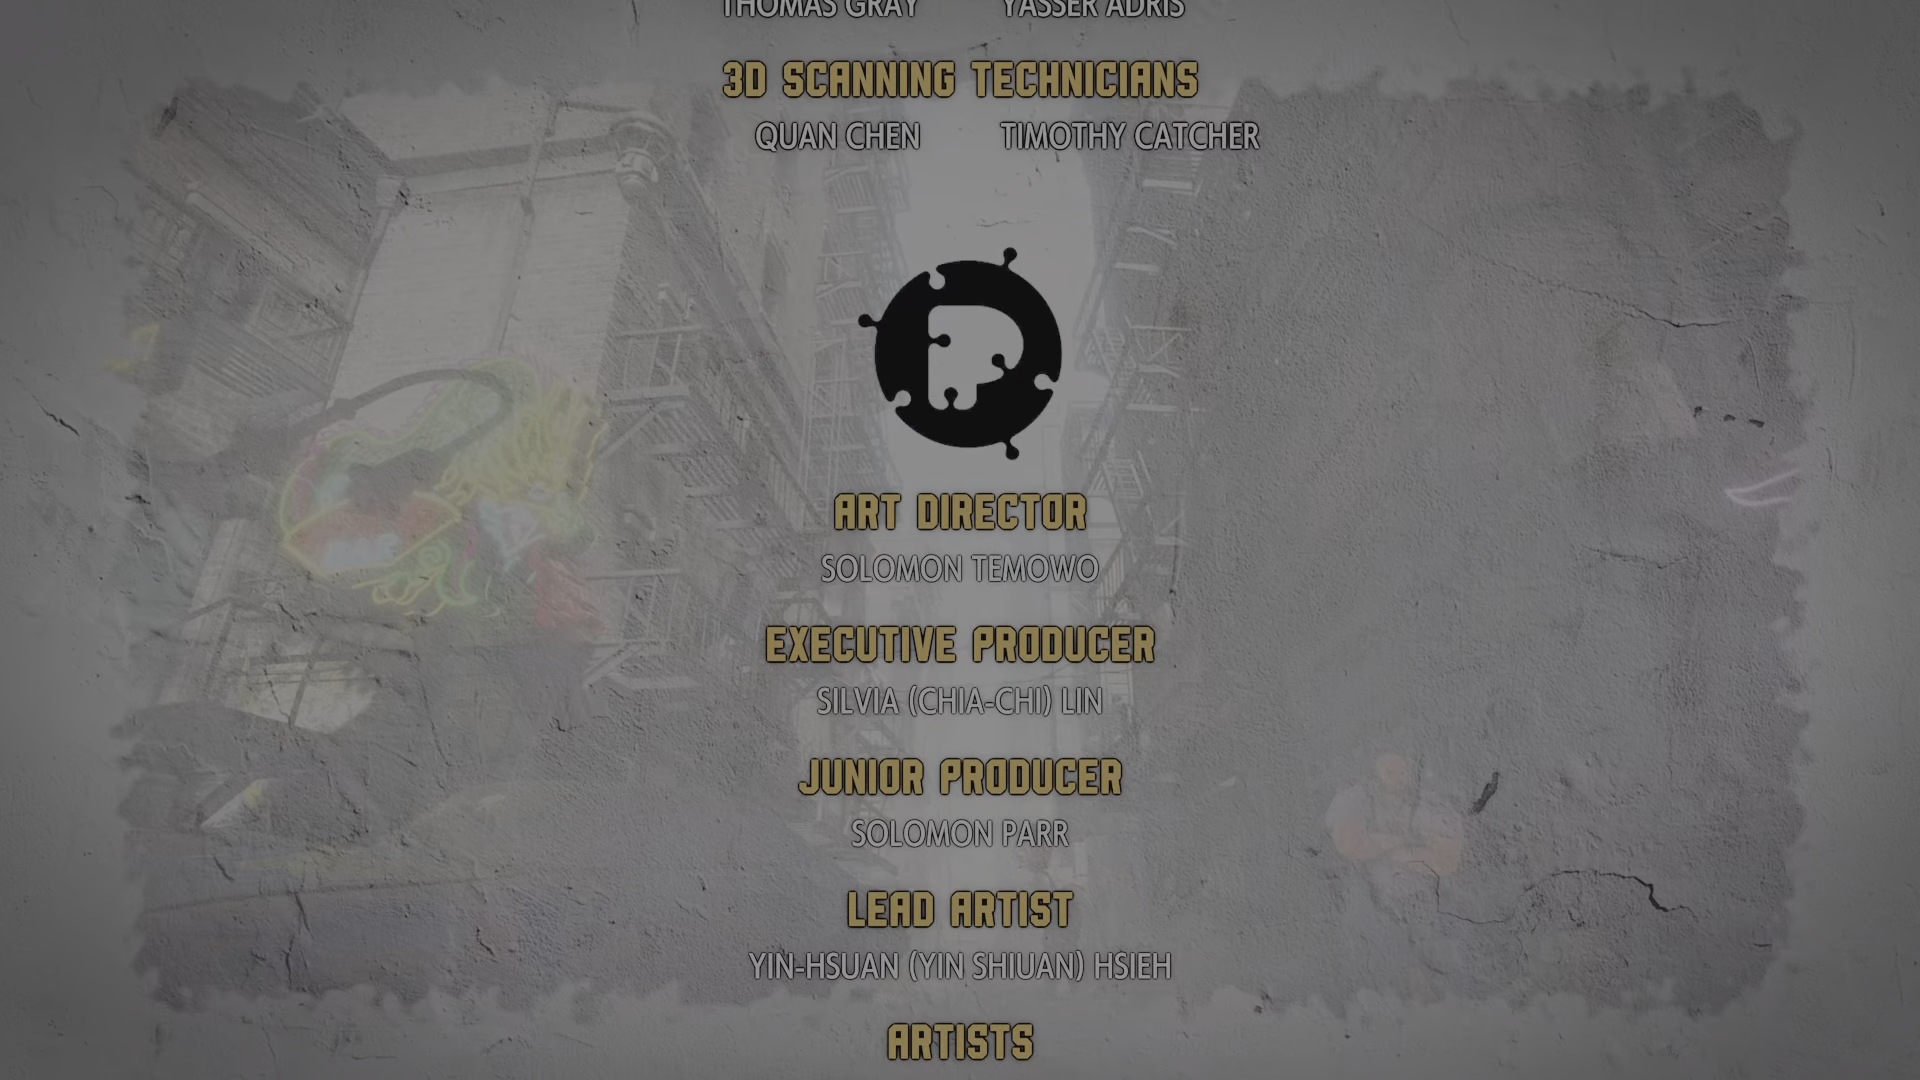 THOMAS GRAY YASSER ADRIS
3D SCANNING TECHNICIANS
QUAN CHEN TIMOTHY CATCHER
P
ART DIRECTOR
SOLOMON TEMOWO
EXECUTIVE PRODUCER
SILVIA (CHIA-CHI) LIN
JUNIOR PRODUCER
SOLOMON PARR
LEAD ARTIST
YIN-HSUAN (YIN SHIUAN) HSIEH
ARTISTS